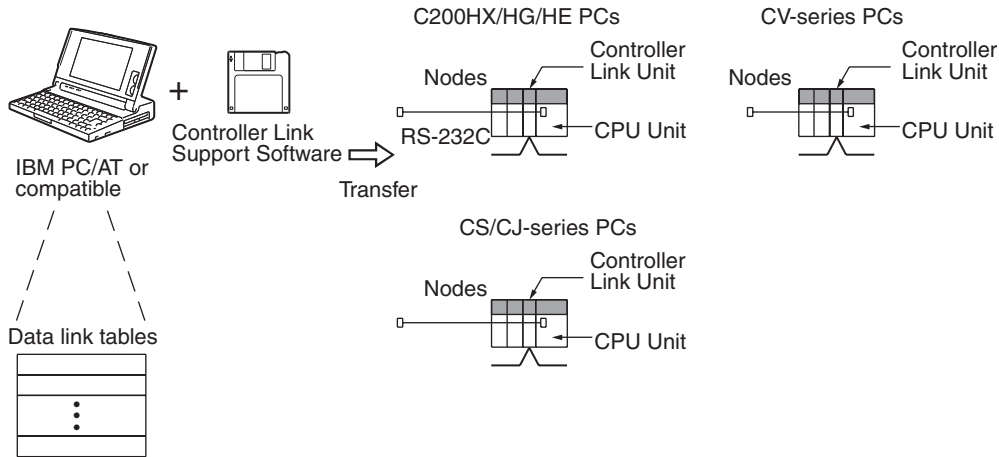 C200HX/HG/HE PCs
CV-series PCs
Controller
Link Unit
Nodes
RS-232C
CPU Unit
Controller
Link Unit
Nodes
CPU Unit
+
Controller Link
Support Software
IBM PC/AT or
compatible
Transfer
CS/CJ-series PCs
Controller
Link Unit
Nodes
CPU Unit
Data link tables